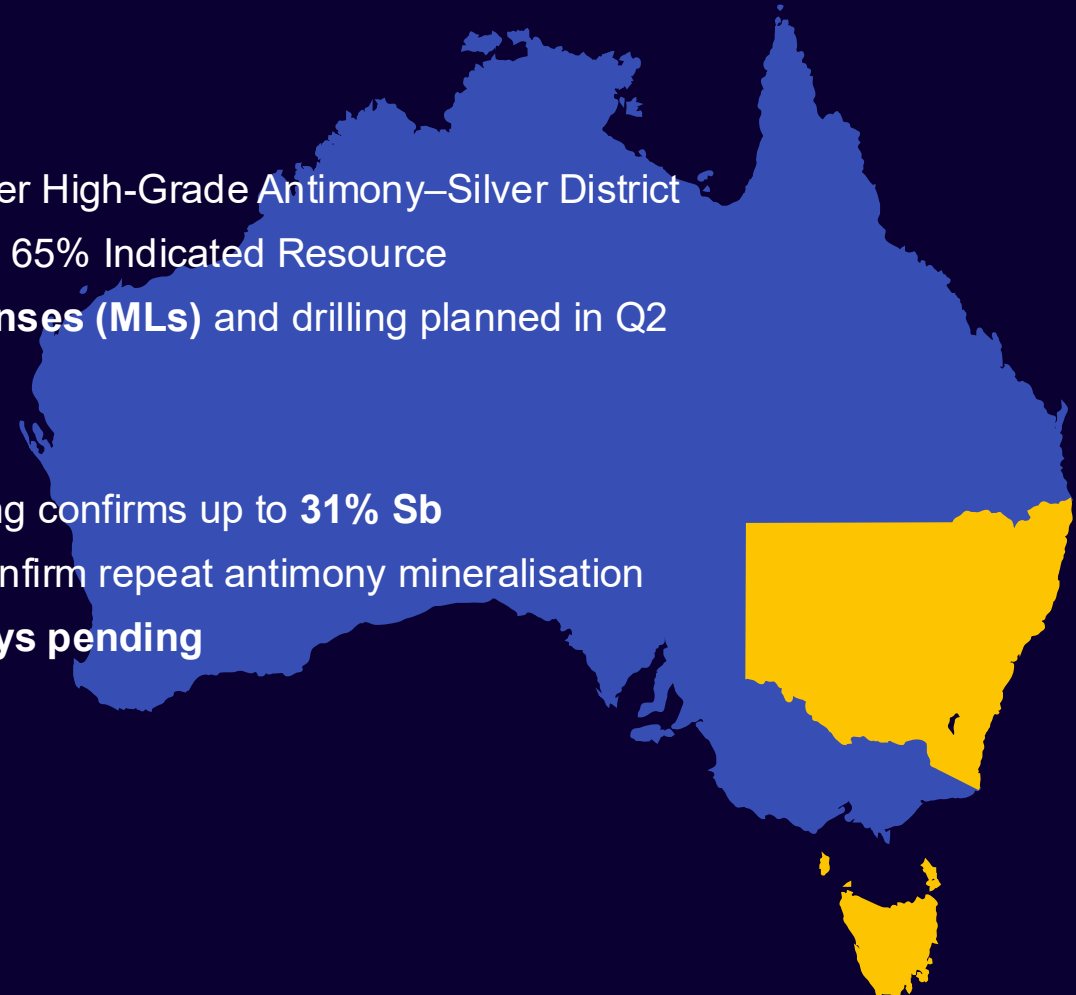 er High-Grade Antimony–Silver District
65% Indicated Resource
nses (MLs) and drilling planned in Q2
ng confirms up to 31% Sb
nfirm repeat antimony mineralisation
ys pending